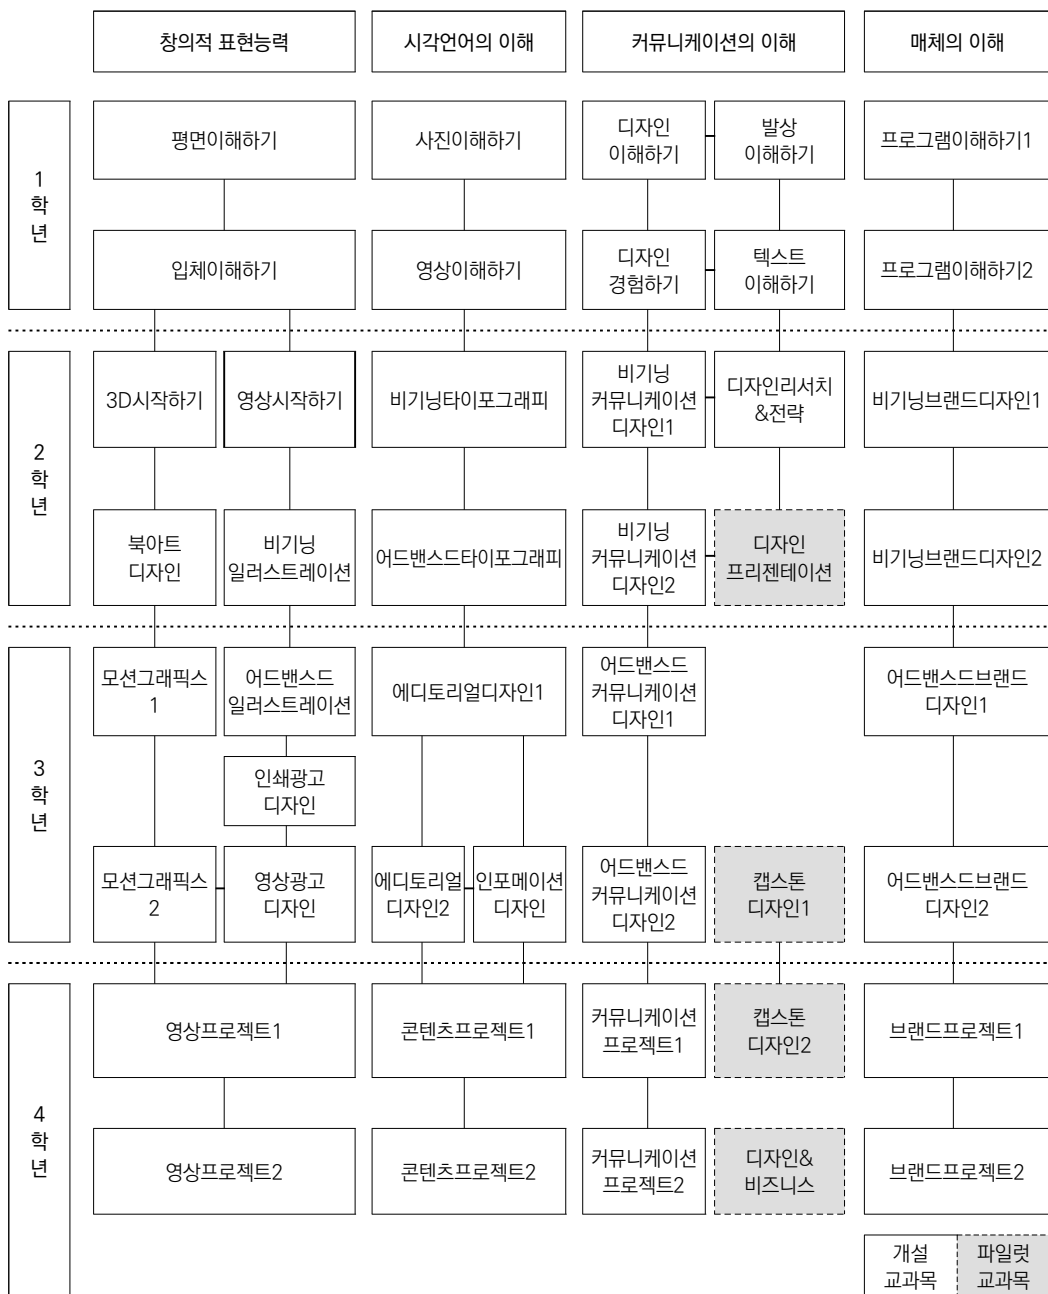 창의적 표현능력
시각언어의 이해
커뮤니케이션의 이해
매체의 이해
1
학
년
평면이해하기
사진이해하기
디자인
이해하기
발상
이해하기
프로그램이해하기1
입체이해하기
영상이해하기
디자인
경험하기
텍스트
이해하기
프로그램이해하기2
2
학
년
3D시작하기
영상시작하기
비기닝타이포그래피
비기닝
커뮤니케이션
디자인1
디자인리서치
&전략
비기닝브랜드디자인1
북아트
디자인
비기닝
일러스트레이션
어드밴스드타이포그래피
비기닝
커뮤니케이션
디자인2
디자인
프리젠테이션
비기닝브랜드디자인2
3
학
년
모션그래픽스
1
어드밴스드
일러스트레이션
에디토리얼디자인1
어드밴스드
커뮤니케이션
디자인1
어드밴스드브랜드
디자인1
인쇄광고
디자인
모션그래픽스
2
영상광고
디자인
에디토리얼
디자인2
인포메이션
디자인
어드밴스드
커뮤니케이션
디자인2
캡스톤
디자인1
어드밴스드브랜드
디자인2
4
학
년
영상프로젝트1
콘텐츠프로젝트1
커뮤니케이션
프로젝트1
캡스톤
디자인2
브랜드프로젝트1
영상프로젝트2
콘텐츠프로젝트2
커뮤니케이션
프로젝트2
디자인&
비즈니스
브랜드프로젝트2
개설
교과목
파일럿
교과목